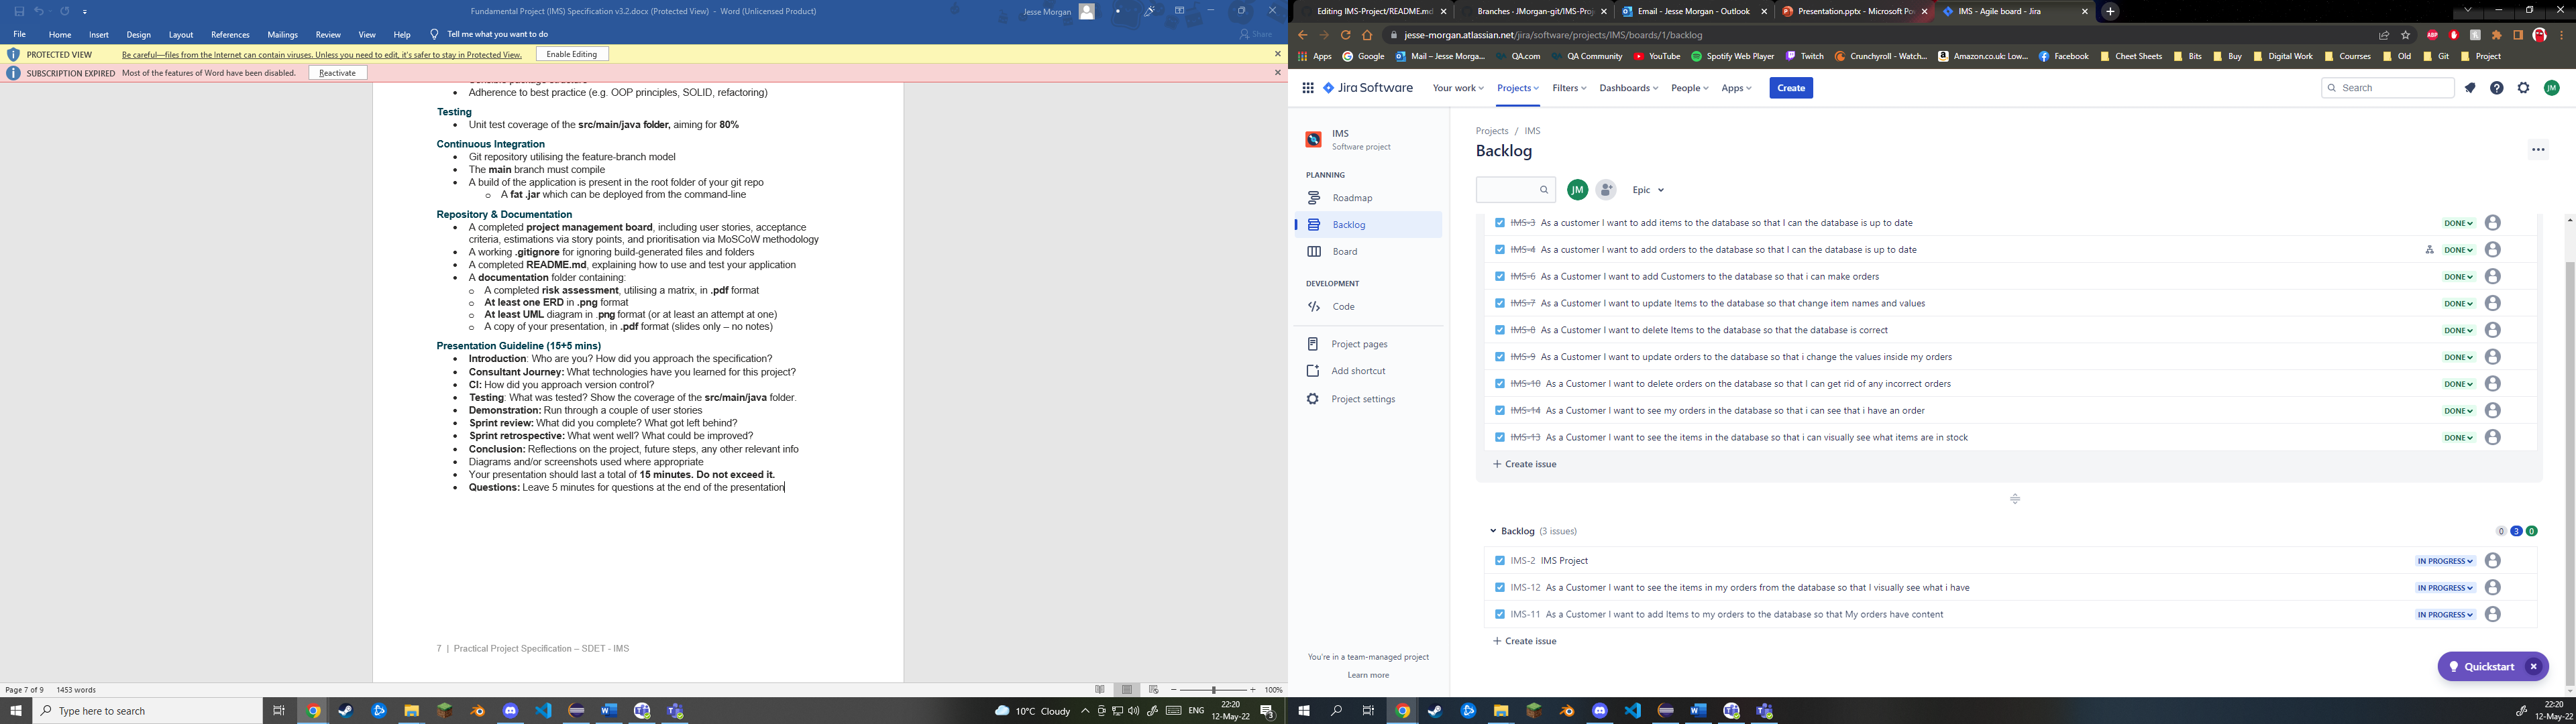 Fundamental Project (IMS) Specification v3.2.docx (Protected View) - Word (Unlicensed Product)
Jesse Morgan
File Home Insert Design Layout References Mailings Review View Help Tell me what you want to do
Share
PROTECTED VIEW Be careful—files from the Internet can contain viruses. Unless you need to edit, it's safer to stay in Protected View. Enable Editing
SUBSCRIPTION EXPIRED Most of the features of Word have been disabled. Reactivate
Adherence to best practice (e.g. OOP principles, SOLID, refactoring)
Testing
Unit test coverage of the src/main/java folder, aiming for 80%
Continuous Integration
Git repository utilising the feature-branch model
The main branch must compile
A build of the application is present in the root folder of your git repo
A fat .jar which can be deployed from the command-line
Repository & Documentation
A completed project management board, including user stories, acceptance
criteria, estimations via story points, and prioritisation via MoSCoW methodology
A working .gitignore for ignoring build-generated files and folders
A completed README.md, explaining how to use and test your application
A documentation folder containing:
A completed risk assessment, utilising a matrix, in .pdf format
At least one ERD in .png format
At least UML diagram in .png format (or at least an attempt at one)
A copy of your presentation, in .pdf format (slides only – no notes)
Presentation Guideline (15+5 mins)
Introduction: Who are you? How did you approach the specification?
Consultant Journey: What technologies have you learned for this project?
CI: How did you approach version control?
Testing: What was tested? Show the coverage of the src/main/java folder.
Demonstration: Run through a couple of user stories
Sprint review: What did you complete? What got left behind?
Sprint retrospective: What went well? What could be improved?
Conclusion: Reflections on the project, future steps, any other relevant info
Diagrams and/or screenshots used where appropriate
Your presentation should last a total of 15 minutes. Do not exceed it.
Questions: Leave 5 minutes for questions at the end of the presentation
7 | Practical Project Specification – SDET - IMS
Page 7 of 9 1453 words
100%
Type here to search
10°C Cloudy
ENG
22:20
12-May-22
3
Editing IMS-Project/README.md
Branches - JMorgan-git/IMS-Proj
Email - Jesse Morgan - Outlook
Presentation.pptx - Microsoft Po
IMS - Agile board - Jira
jesse-morgan.atlassian.net/jira/software/projects/IMS/boards/1/backlog
Apps Google Mail – Jesse Morga... QA.com QA Community YouTube Spotify Web Player Twitch Crunchyroll - Watch... Amazon.co.uk: Low... Facebook Cheet Sheets Bits Buy Digital Work Courrses Old Git Project
Jira Software Your work Projects Filters Dashboards People Apps Create
Search
JM
IMS
Software project
PLANNING
Roadmap
Backlog
Board
DEVELOPMENT
Code
Project pages
Add shortcut
Project settings
You're in a team-managed project
Learn more
Projects / IMS
Backlog
JM
Epic
IMS-3 As a customer I want to add items to the database so that I can the database is up to date DONE
IMS-4 As a customer I want to add orders to the database so that I can the database is up to date DONE
IMS-6 As a Customer I want to add Customers to the database so that i can make orders DONE
IMS-7 As a Customer I want to update Items to the database so that change item names and values DONE
IMS-8 As a Customer I want to delete Items to the database so that the database is correct DONE
IMS-9 As a Customer I want to update orders to the database so that i change the values inside my orders DONE
IMS-10 As a Customer I want to delete orders on the database so that I can get rid of any incorrect orders DONE
IMS-14 As a Customer I want to see my orders in the database so that i can see that i have an order DONE
IMS-13 As a Customer I want to see the items in the database so that i can visually see what items are in stock DONE
Create issue
Backlog (3 issues)
0 3 0
IMS-2 IMS Project IN PROGRESS
IMS-12 As a Customer I want to see the items in my orders from the database so that I visually see what i have IN PROGRESS
IMS-11 As a Customer I want to add Items to my orders to the database so that My orders have content IN PROGRESS
Create issue
Quickstart
22:20
12-May-22